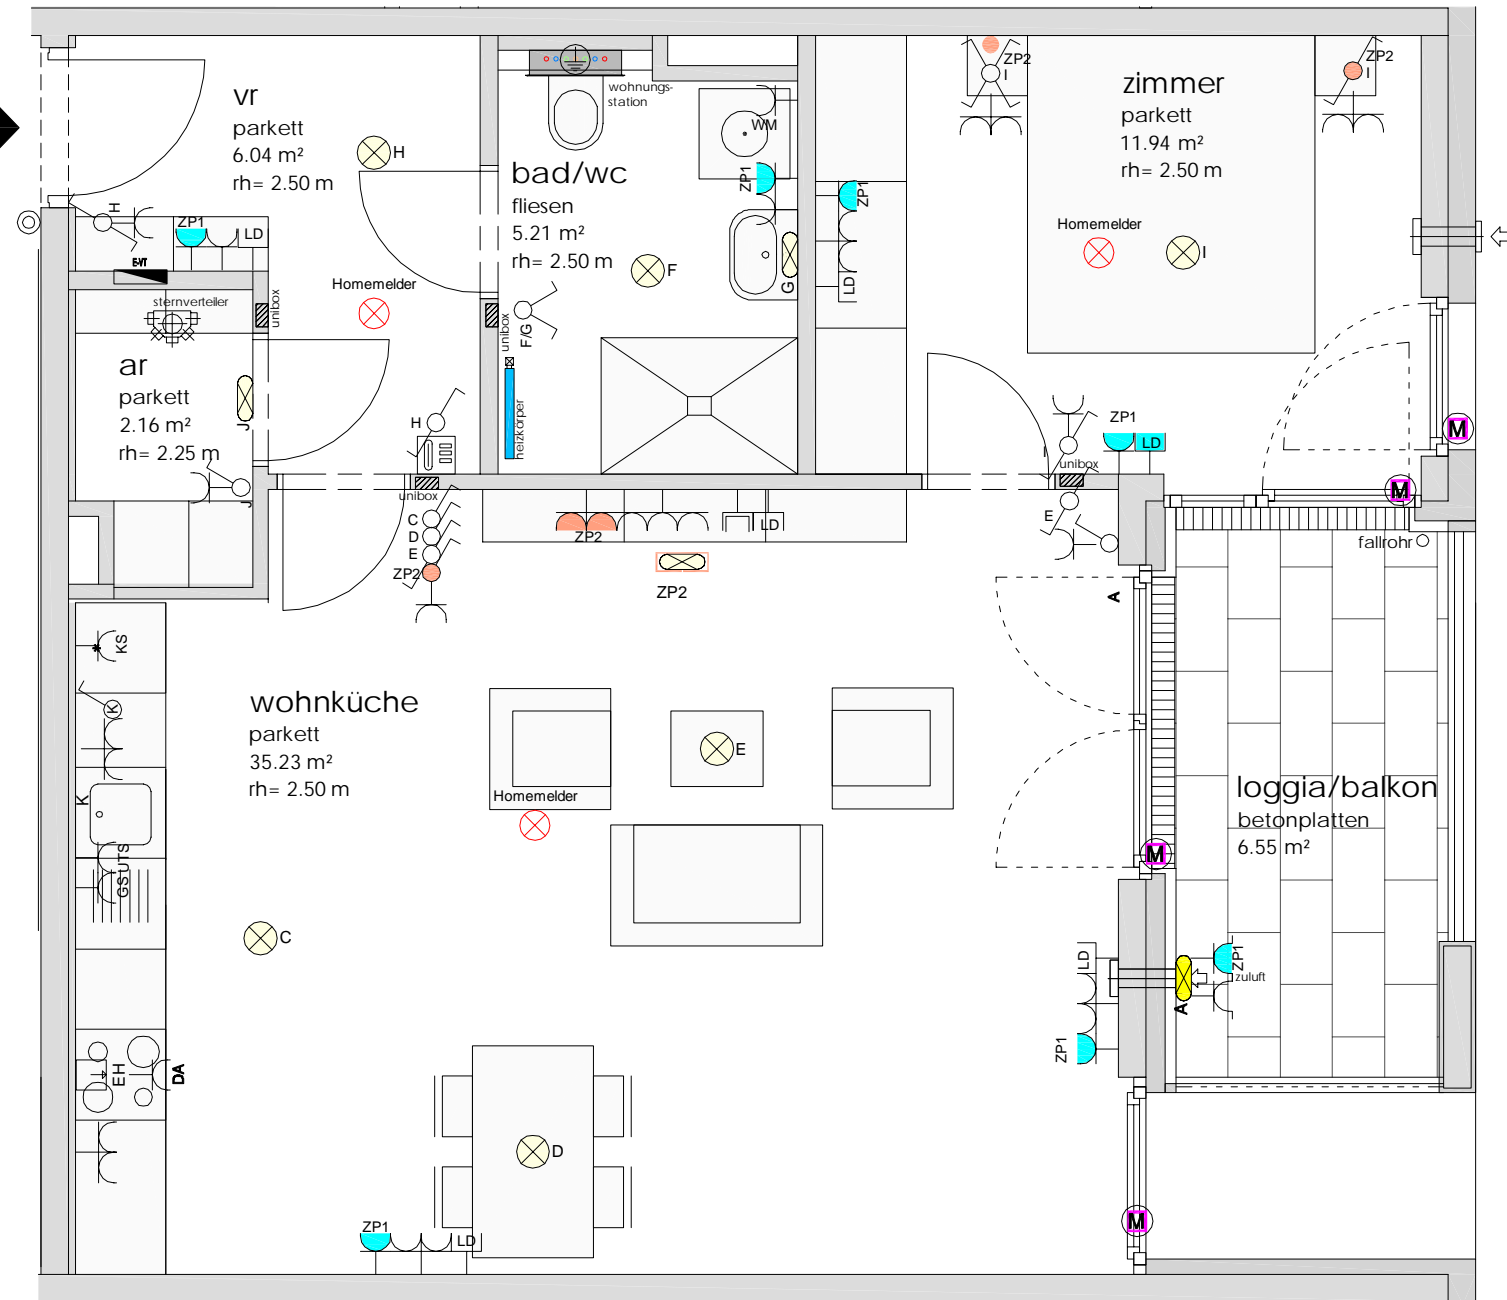 vr
parkett
6.04 m²
rh= 2.50 m
H
wohnungs-
station
WM
bad/wc
fliesen
5.21 m²
rh= 2.50 m
F
G
ZP1
ZP1
LD
F/G
unibox
heizkörper
ZP2
I
ZP2
I
zimmer
parkett
11.94 m²
rh= 2.50 m
Homemelder
I
H
ZP1
LD
E-VT
sternverteiler
unibox
Homemelder
ar
parkett
2.16 m²
rh= 2.25 m
J
J
H
unibox
C
D
E
ZP2
ZP2
LD
ZP2
I
unibox
E
ZP1
LD
M
M
fallrohr
A
KS
K
K
UTS
GS
EH
DA
wohnküche
parkett
35.23 m²
rh= 2.50 m
Homemelder
E
C
D
ZP1
LD
loggia/balkon
betonplatten
6.55 m²
M
LD
ZP1
ZP1
zuluft
A
M